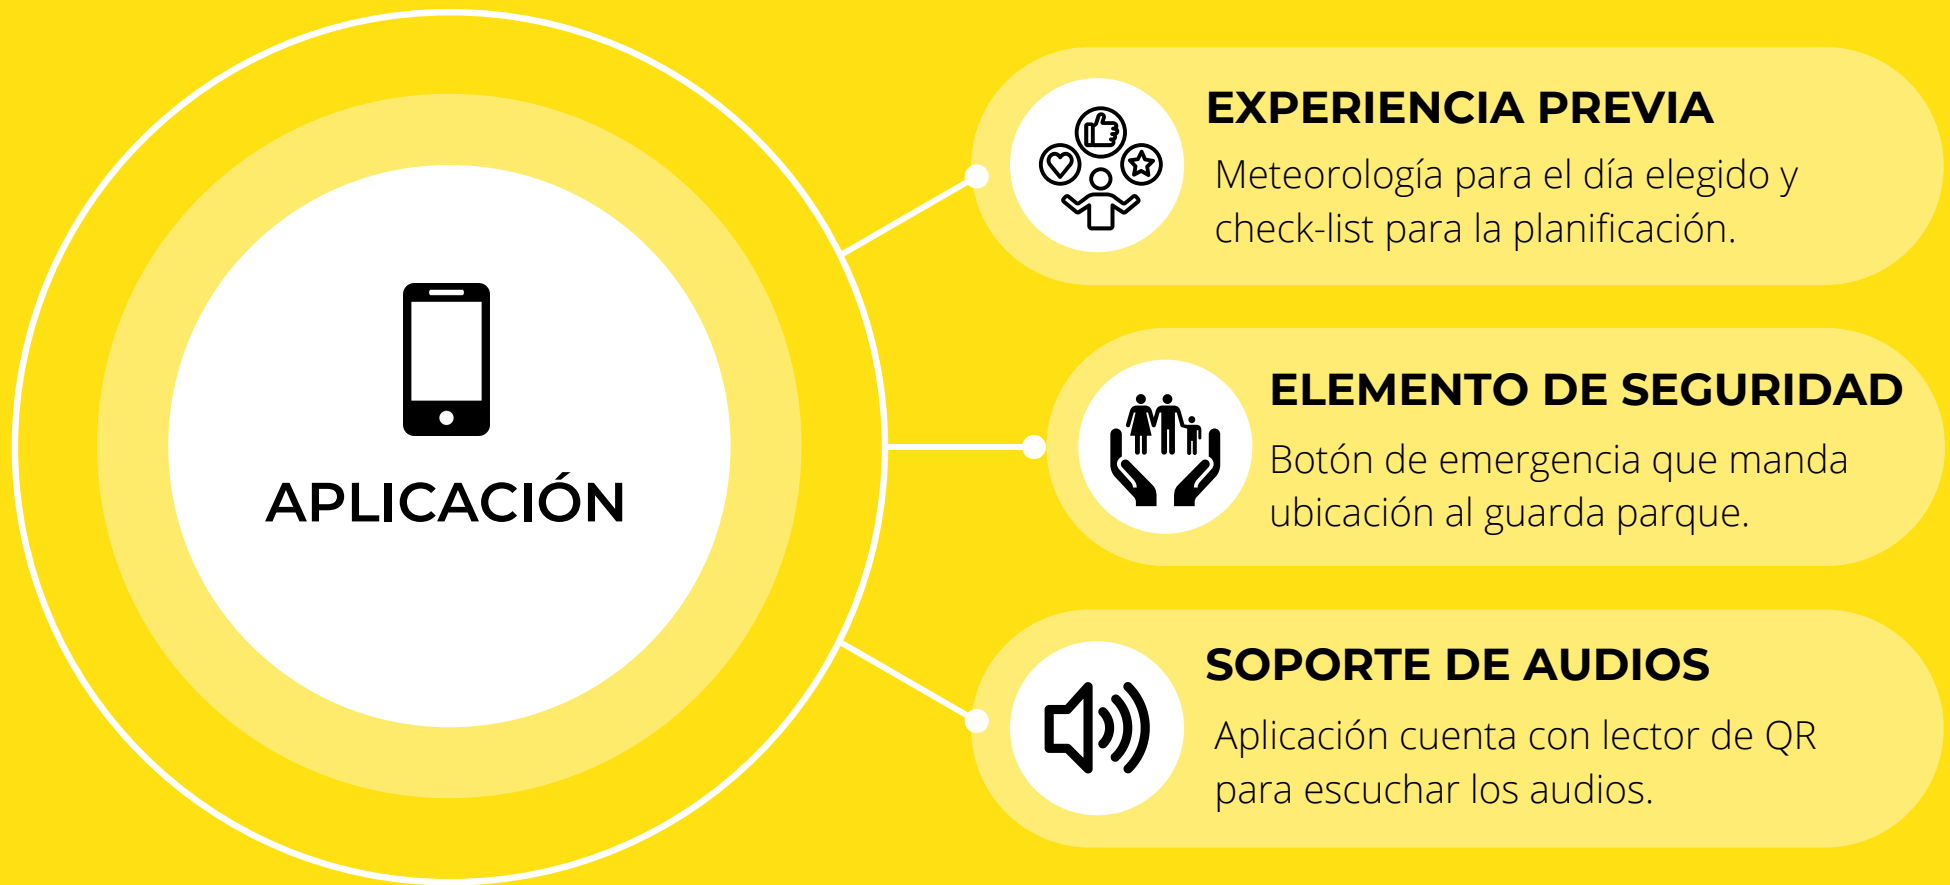 APLICACIÓN
EXPERIENCIA PREVIA
Meteorología para el día elegido y
check-list para la planificación.
ELEMENTO DE SEGURIDAD
Botón de emergencia que manda
ubicación al guarda parque.
SOPORTE DE AUDIOS
Aplicación cuenta con lector de QR
para escuchar los audios.